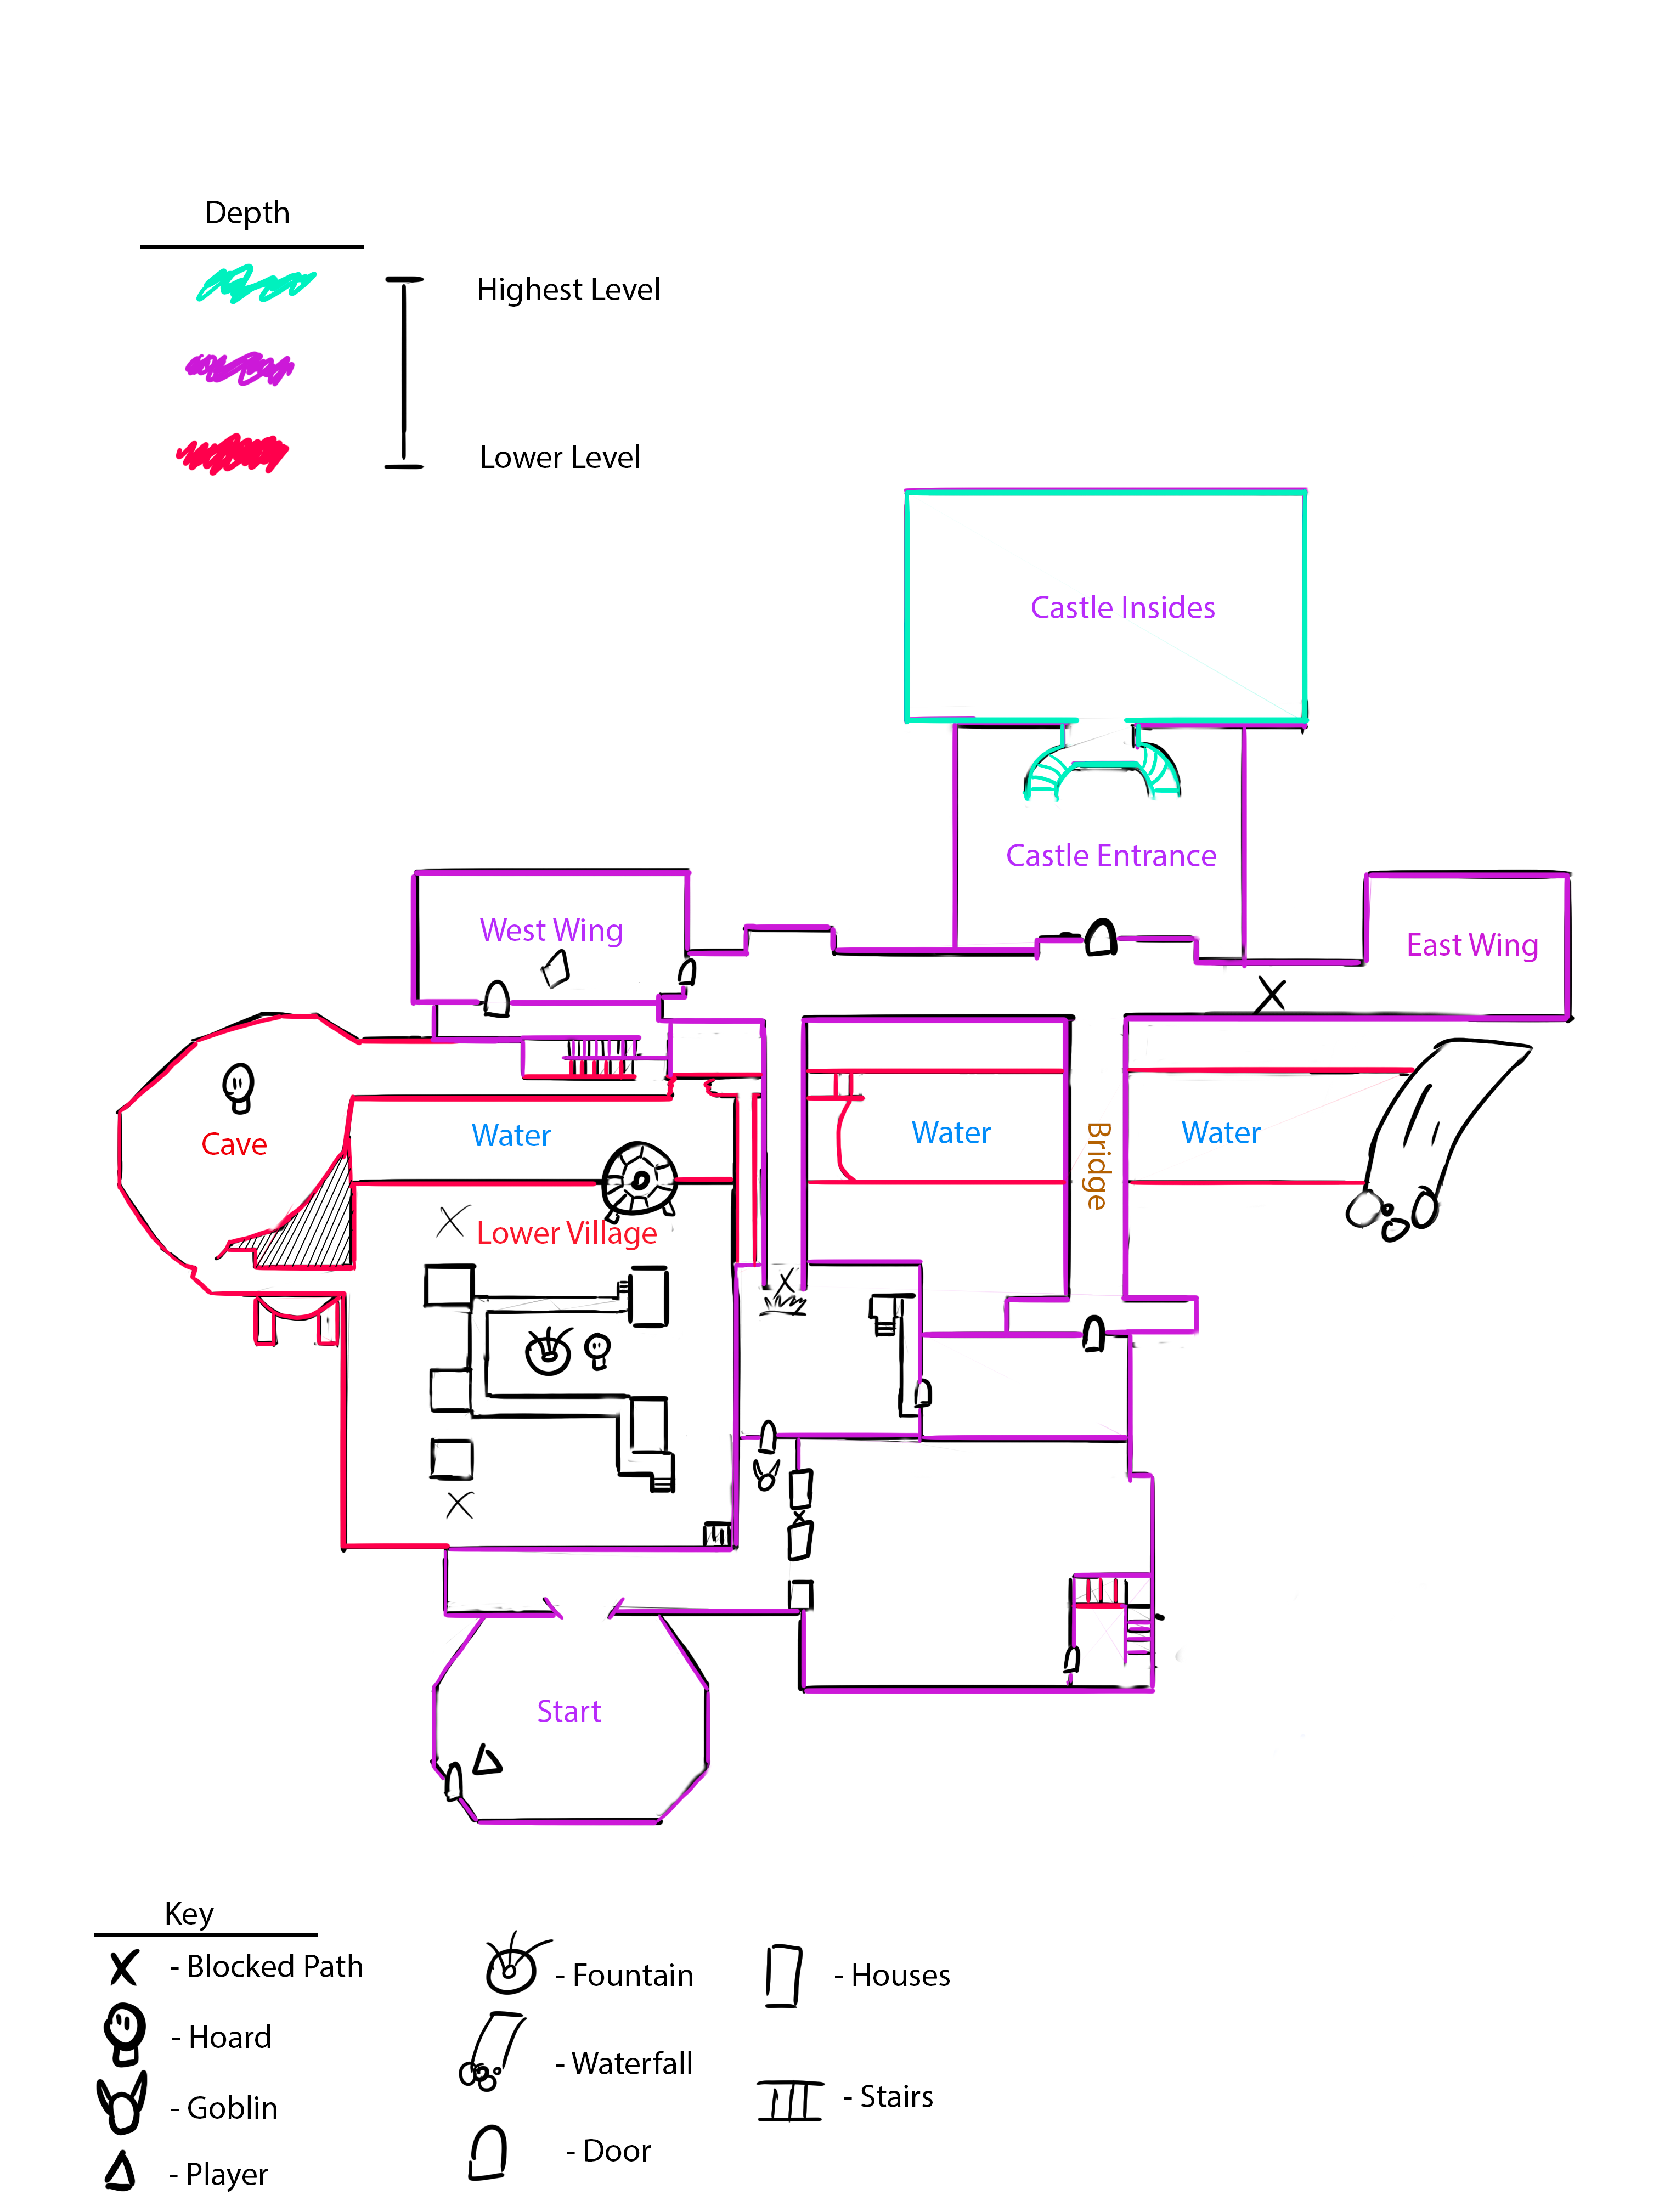 Depth
Highest Level
Lower Level
Castle Insides
Castle Entrance
West Wing
East Wing
Cave
Water
Water
Water
Bridge
Lower Village
Start
Key
- Blocked Path
- Hoard
- Goblin
- Player
- Fountain
- Waterfall
- Door
- Houses
- Stairs